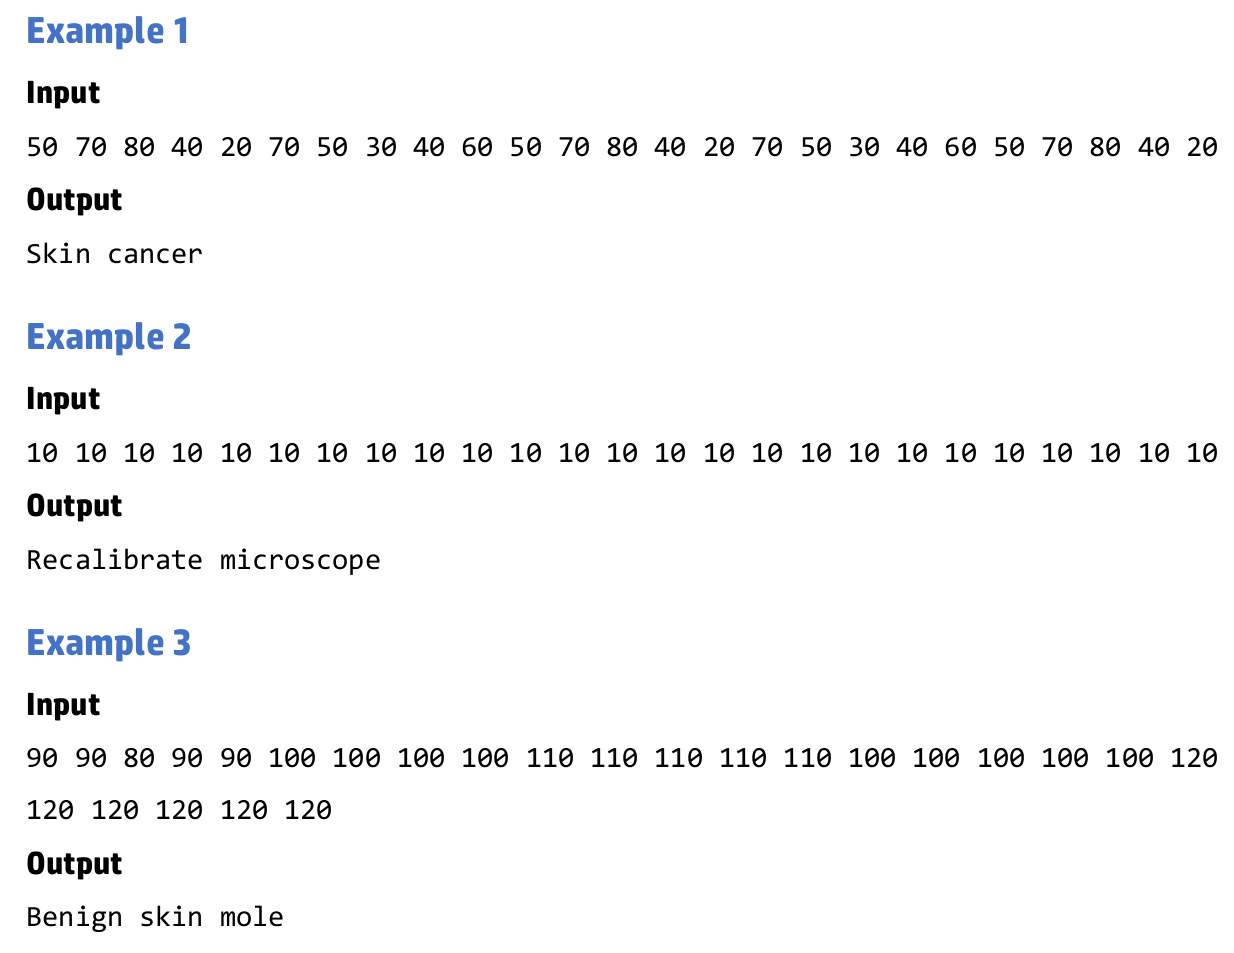 Example 1
Input
50 70 80 40 20 70 50 30 40 60 50 70 80 40 20 70 50 30 40 60 50 70 80 40 20
Output
Skin cancer
Example 2
Input
10 10 10 10 10 10 10 10 10 10 10 10 10 10 10 10 10 10 10 10 10 10 10 10 10
Output
Recalibrate microscope
Example 3
Input
90 90 80 90 90 100 100 100 100 110 110 110 110 110 100 100 100 100 100 120
120 120 120 120 120
Output
Benign skin mole